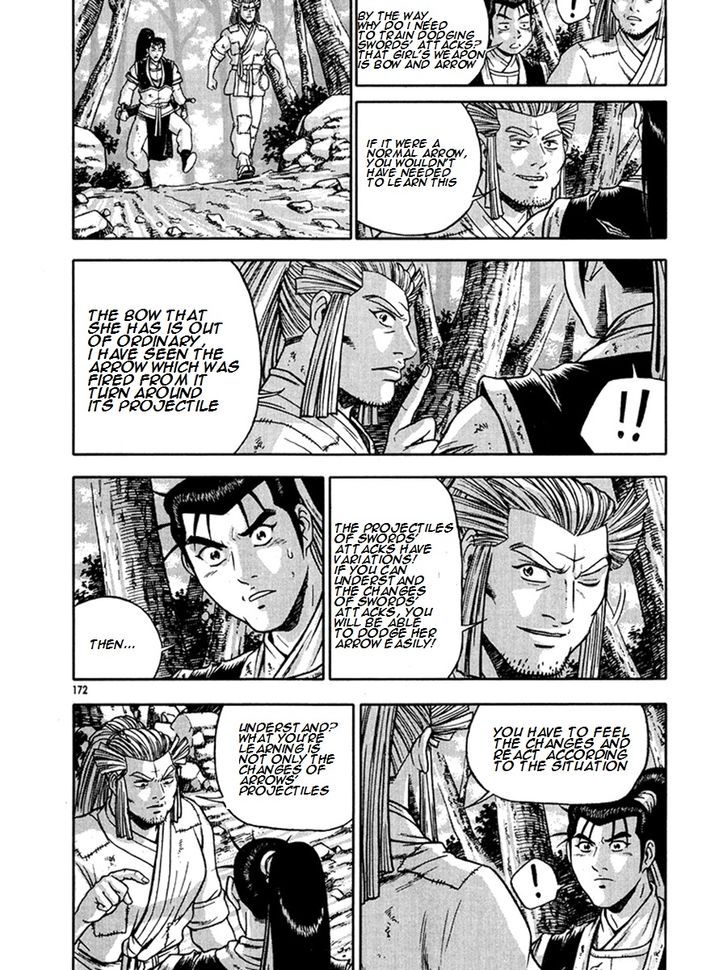 BY THE WAY
WHY DO I NEED
TO TRAIN DODGING
SWORDS' ATTACKS?
THAT GIRL'S WEAPON
IS BOW AND ARROW
!
IF IT WERE A
NORMAL ARROW,
YOU WOULDN'T
HAVE NEEDED
TO LEARN THIS
THE BOW THAT
SHE HAS IS OUT
OF ORDINARY,
I HAVE SEEN THE
ARROW WHICH WAS
FIRED FROM IT
TURN AROUND
ITS PROJECTILE
!!
THEN...
THE PROJECTILES
OF SWORDS'
ATTACKS HAVE
VARIATIONS!
IF YOU CAN
UNDERSTAND
THE CHANGES
OF SWORDS'
ATTACKS, YOU
WILL BE ABLE
TO DODGE HER
ARROW EASILY!
172
UNDERSTAND?
WHAT YOU'RE
LEARNING IS
NOT ONLY THE
CHANGES OF
ARROWS'
PROJECTILES
YOU HAVE TO FEEL
THE CHANGES AND
REACT ACCORDING
TO THE SITUATION
!